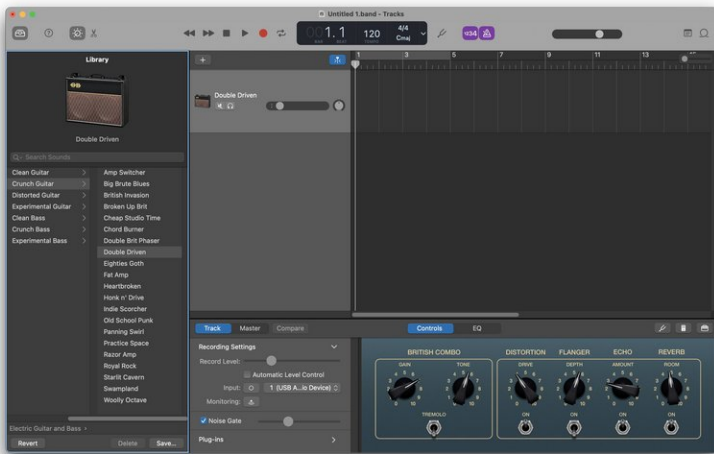 Untitled 1.band - Tracks
1.1
BAR
BEAT
120
TEMPO
4/4
Cmaj
1234
Library
Double Driven
Search Sounds
Clean Guitar
Crunch Guitar
Distorted Guitar
Experimental Guitar
Clean Bass
Crunch Bass
Experimental Bass
Amp Switcher
Big Brute Blues
British Invasion
Broken Up Brit
Cheap Studio Time
Chord Burner
Double Brit Phaser
Double Driven
Eighties Goth
Fat Amp
Heartbroken
Honk n' Drive
Indie Scorcher
Old School Punk
Panning Swirl
Practice Space
Razor Amp
Royal Rock
Starlit Cavern
Swampland
Woolly Octave
Electric Guitar and Bass
Revert
Delete
Save...
1 3 5 7 9 11 13
Double Driven
Track Master Compare
Controls EQ
Recording Settings
Record Level:
Automatic Level Control
Input: 1 (USB A...io Device)
Monitoring:
Noise Gate
Plug-ins
BRITISH COMBO
GAIN
TONE
TREMOLO
DISTORTION FLANGER ECHO REVERB
DRIVE DEPTH AMOUNT ROOM
ON ON ON ON